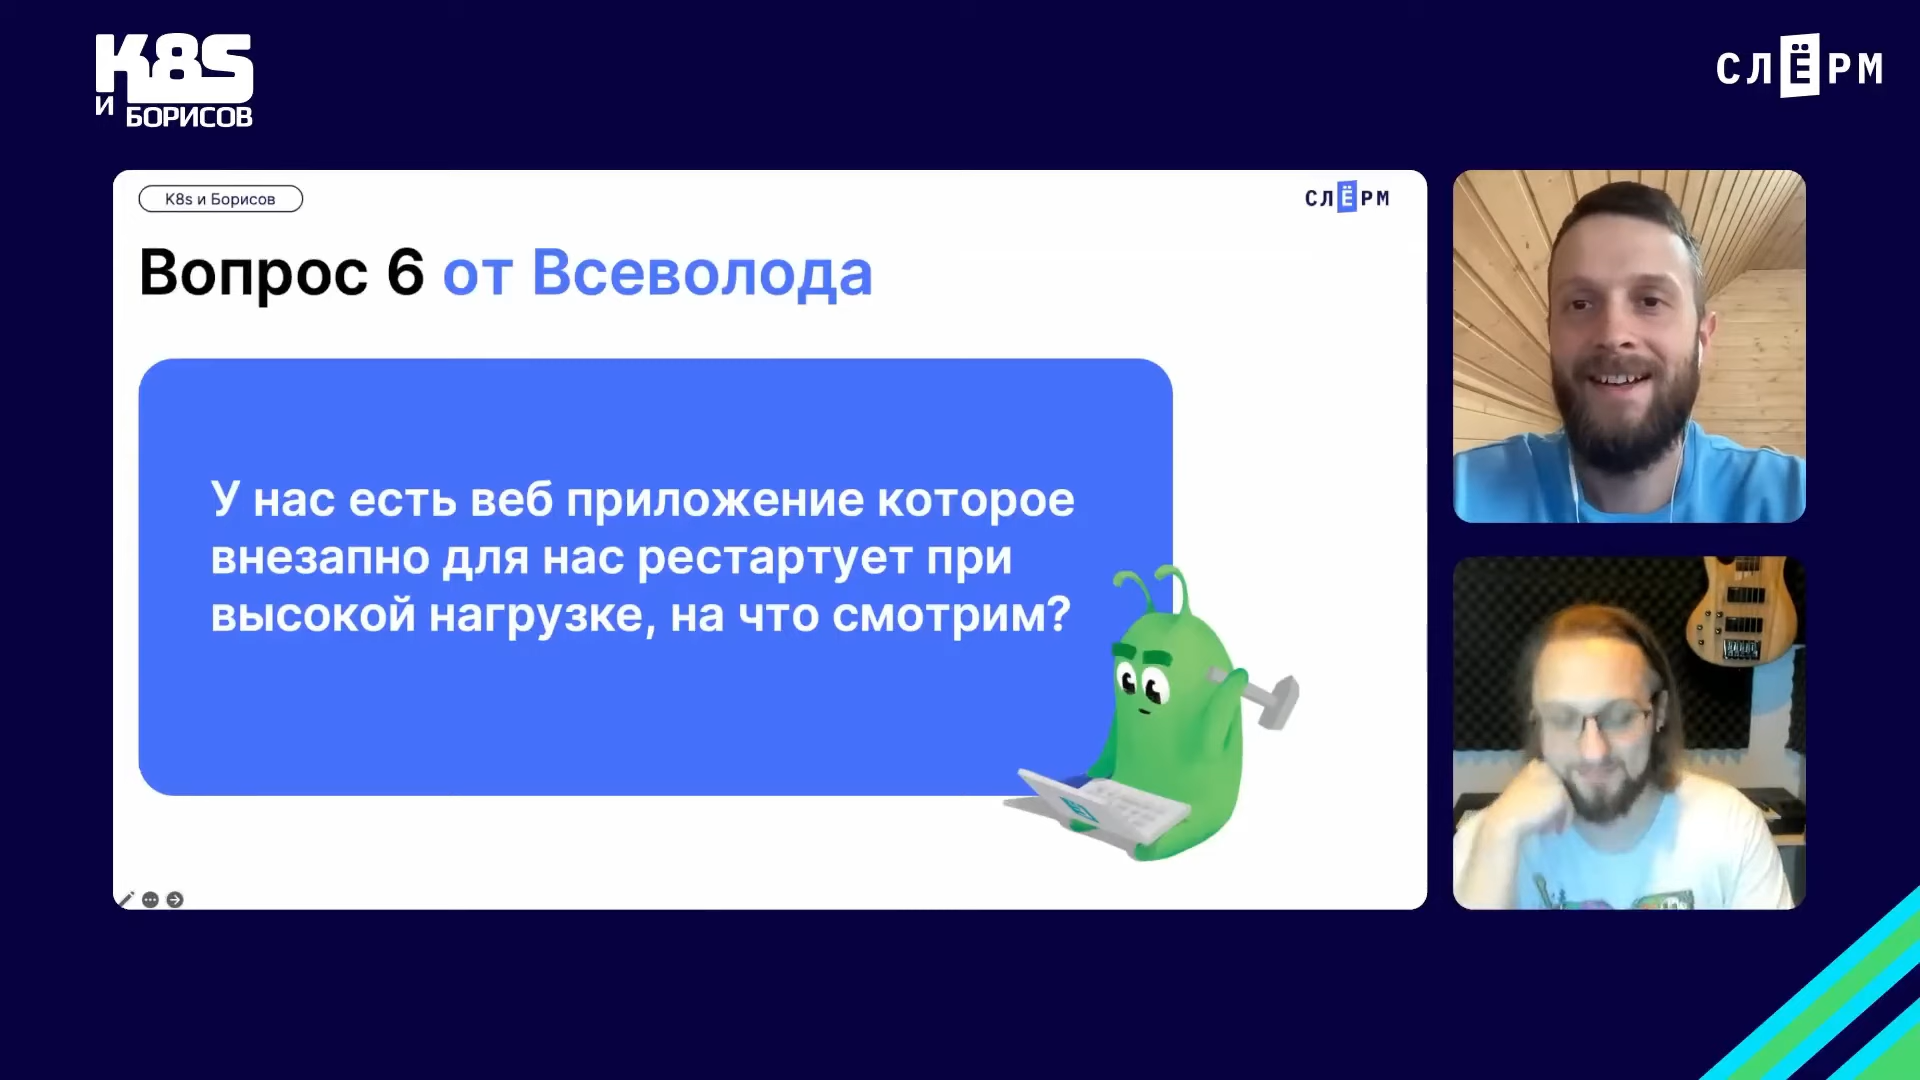 K8S
И БОРИСОВ
СЛЁРМ
K8s и Борисов
СЛЁРМ
Вопрос 6 от Всеволода
У нас есть веб приложение которое
внезапно для нас рестартует при
высокой нагрузке, на что смотрим?